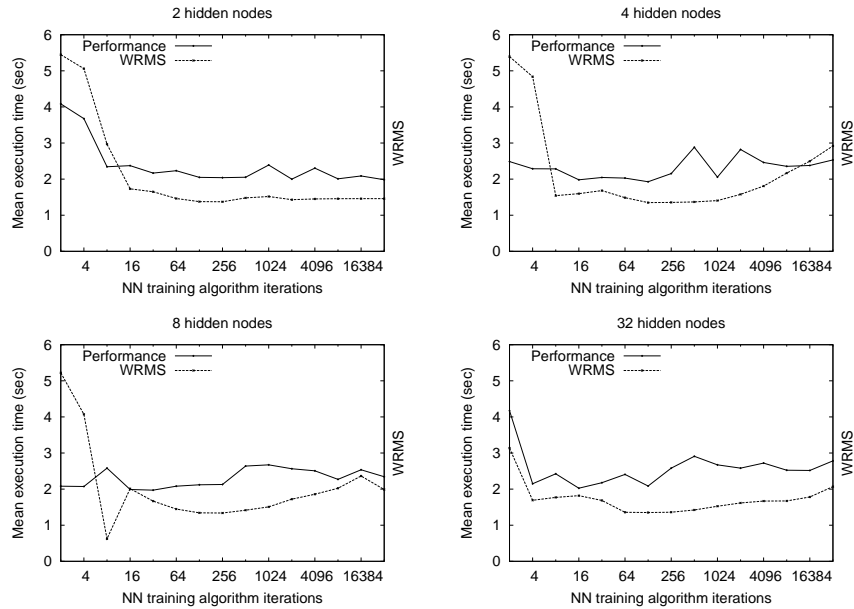 2 hidden nodes
Mean execution time (sec)
6
5
4
3
2
1
0
Performance
WRMS
4 16 64 256 1024 4096 16384
NN training algorithm iterations
WRMS
4 hidden nodes
Mean execution time (sec)
6
5
4
3
2
1
0
Performance
WRMS
4 16 64 256 1024 4096 16384
NN training algorithm iterations
WRMS
8 hidden nodes
Mean execution time (sec)
6
5
4
3
2
1
0
Performance
WRMS
4 16 64 256 1024 4096 16384
NN training algorithm iterations
WRMS
32 hidden nodes
Mean execution time (sec)
6
5
4
3
2
1
0
Performance
WRMS
4 16 64 256 1024 4096 16384
NN training algorithm iterations
WRMS